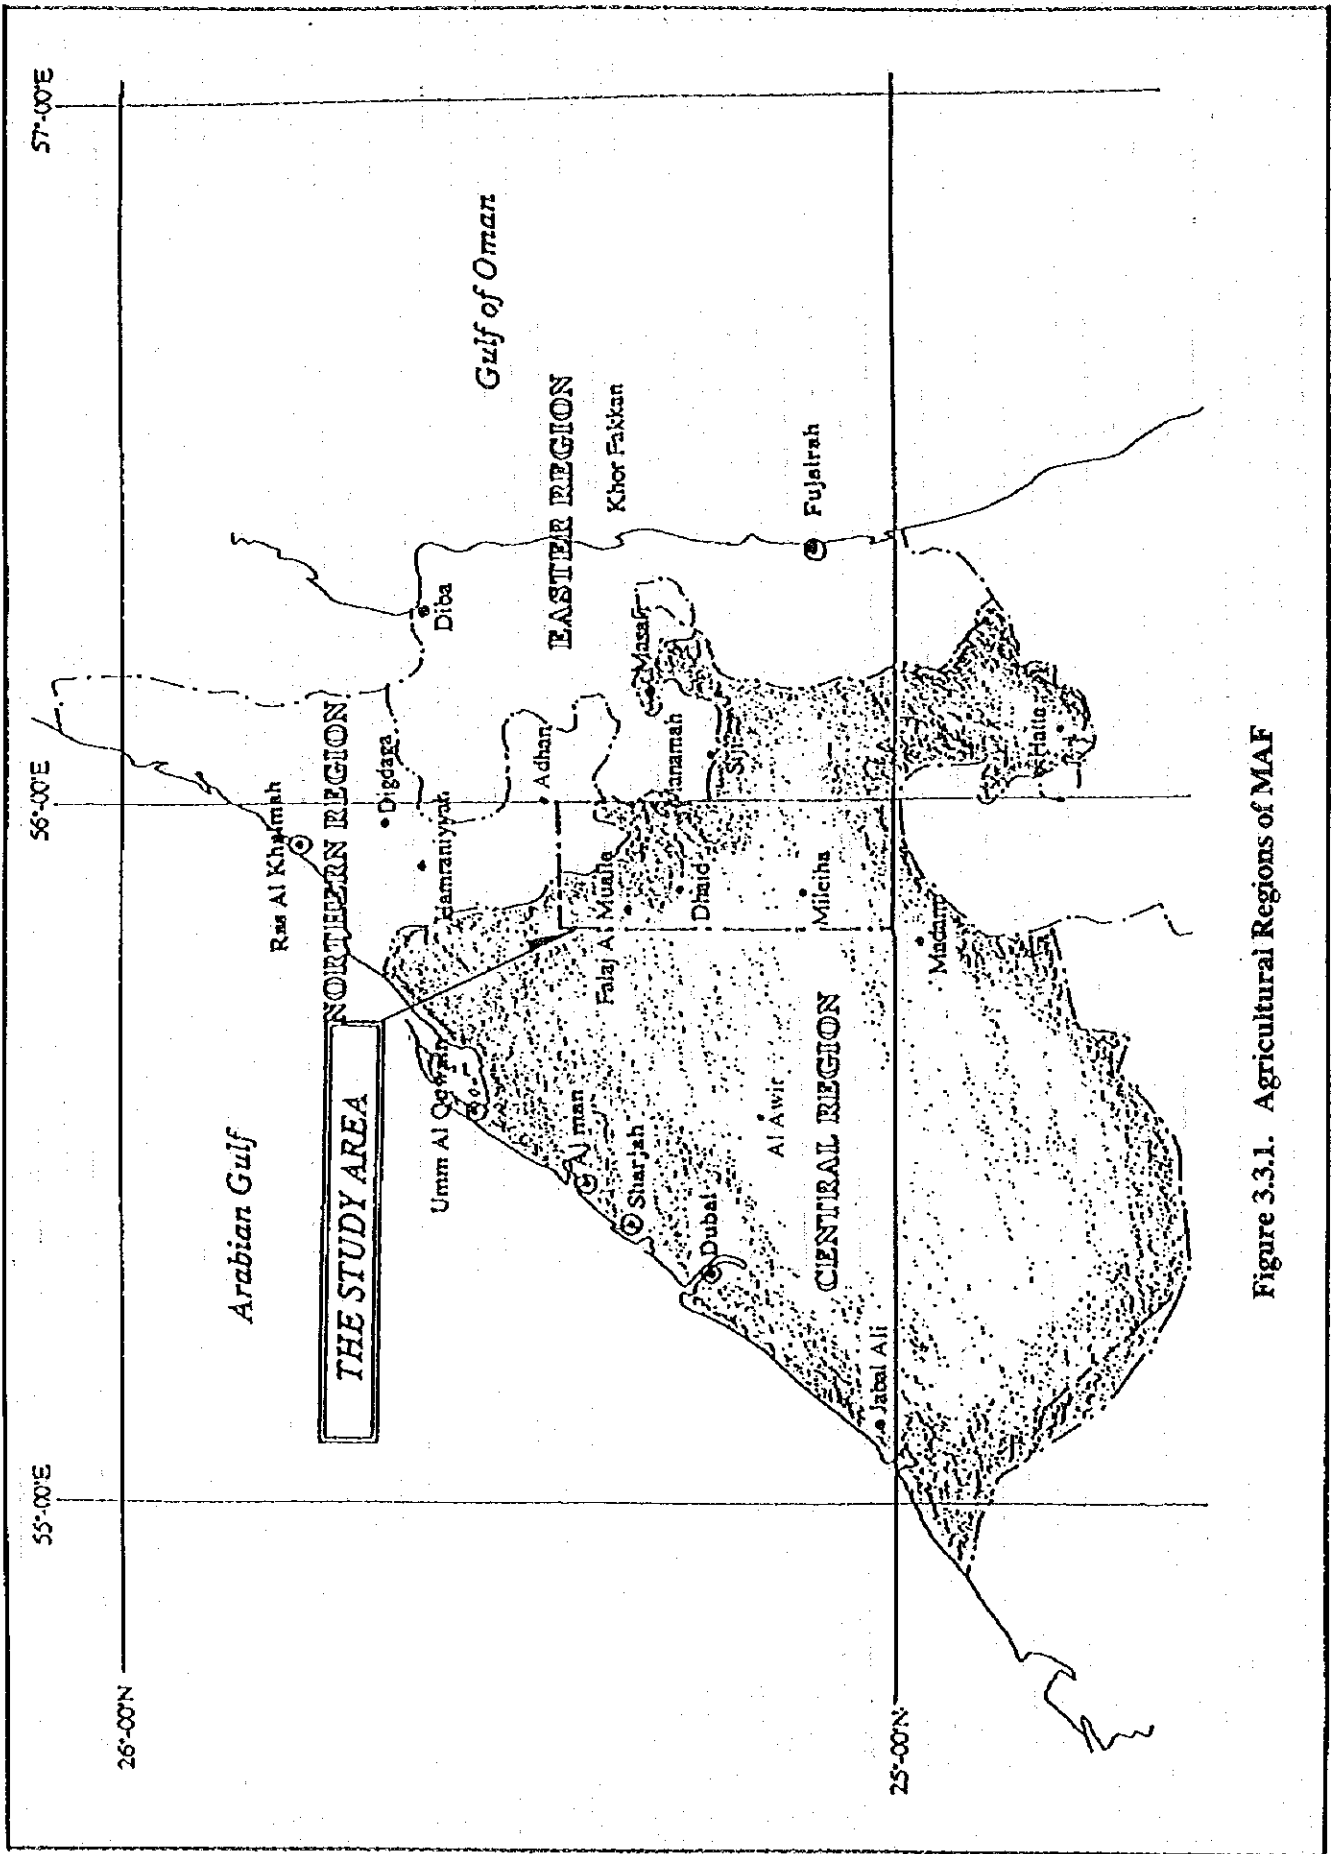 55°-00'E
56°-00'E
57°-00'E
26°-00'N
Arabian Gulf
Ras Al Khaimah
NORTHERN REGION
THE STUDY AREA
Digdaga
Hamraniyyah
Umm Al Qawain
Diba
Gulf of Oman
Adhan
EASTER REGION
Ajman
Falaj Al Mualla
Khor Fakkan
Sharjah
Masafi
Manamah
Dhaid
Siji
Dubai
Al Awir
Mileiha
Fujairah
CENTRAL REGION
Jabal Ali
25°-00'N
Madam
Hatta
Figure 3.3.1. Agricultural Regions of MAF